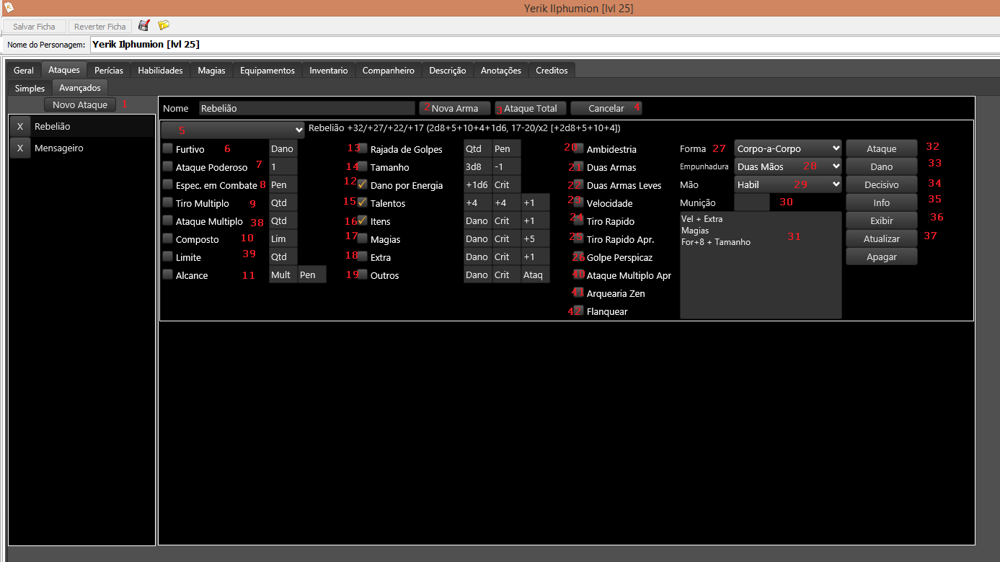 Yerik Ilphumion [lvl 25]
Salvar Ficha Reverter Ficha
Nome do Personagem: Yerik Ilphumion [lvl 25]
Geral Ataques Perícias Habilidades Magias Equipamentos Inventario Companheiro Descrição Anotações Creditos
Simples Avançados
Novo Ataque 1
X Rebelião
X Mensageiro
Nome Rebelião 2 Nova Arma 3 Ataque Total Cancelar 4
5 Rebelião +32/+27/+22/+17 (2d8+5+10+4+1d6, 17-20/x2 [+2d8+5+10+4])
Furtivo 6 Dano
Ataque Poderoso 7 1
Espec. em Combate 8 Pen
Tiro Multiplo 9 Qtd
Ataque Multiplo 38 Qtd
Composto 10 Lim
Limite 39 Qtd
Alcance 11 Mult Pen
13 Rajada de Golpes Qtd Pen
14 Tamanho 3d8 -1
12 Dano por Energia +1d6 Crit
15 Talentos +4 +4 +1
16 Itens Dano Crit +1
17 Magias Dano Crit +5
18 Extra Dano Crit +1
19 Outros Dano Crit Ataq
20 Ambidestria
21 Duas Armas
22 Duas Armas Leves
23 Velocidade
24 Tiro Rapido
25 Tiro Rapido Apr.
26 Golpe Perspicaz
40 Ataque Multiplo Apr
41 Arquearia Zen
42 Flanquear
Forma 27 Corpo-a-Corpo
Empunhadura Duas Mãos 28
Mão Habil 29
Munição 30
Vel + Extra
Magias 31
For+8 + Tamanho
Ataque 32
Dano 33
Decisivo 34
Info 35
Exibir 36
Atualizar 37
Apagar